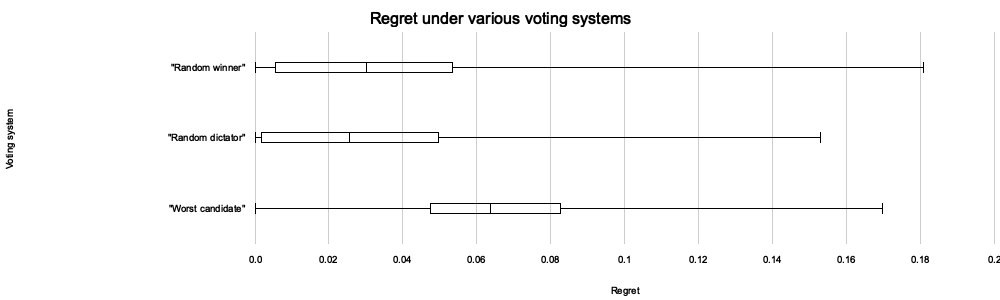 Regret under various voting systems
Voting system
"Random winner"
"Random dictator"
"Worst candidate"
0.0 0.02 0.04 0.06 0.08 0.1 0.12 0.14 0.16 0.18 0.2
Regret